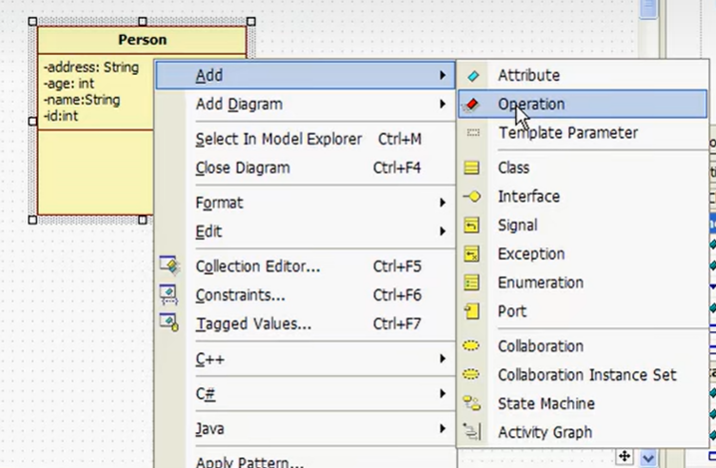 Person
-address: String
-age: int
-name:String
-id:int
Add
Add Diagram
Select In Model Explorer Ctrl+M
Close Diagram Ctrl+F4
Format
Edit
Collection Editor... Ctrl+F5
Constraints... Ctrl+F6
Tagged Values... Ctrl+F7
C++
C#
Java
Apply Pattern...
Attribute
Operation
Template Parameter
Class
Interface
Signal
Exception
Enumeration
Port
Collaboration
Collaboration Instance Set
State Machine
Activity Graph